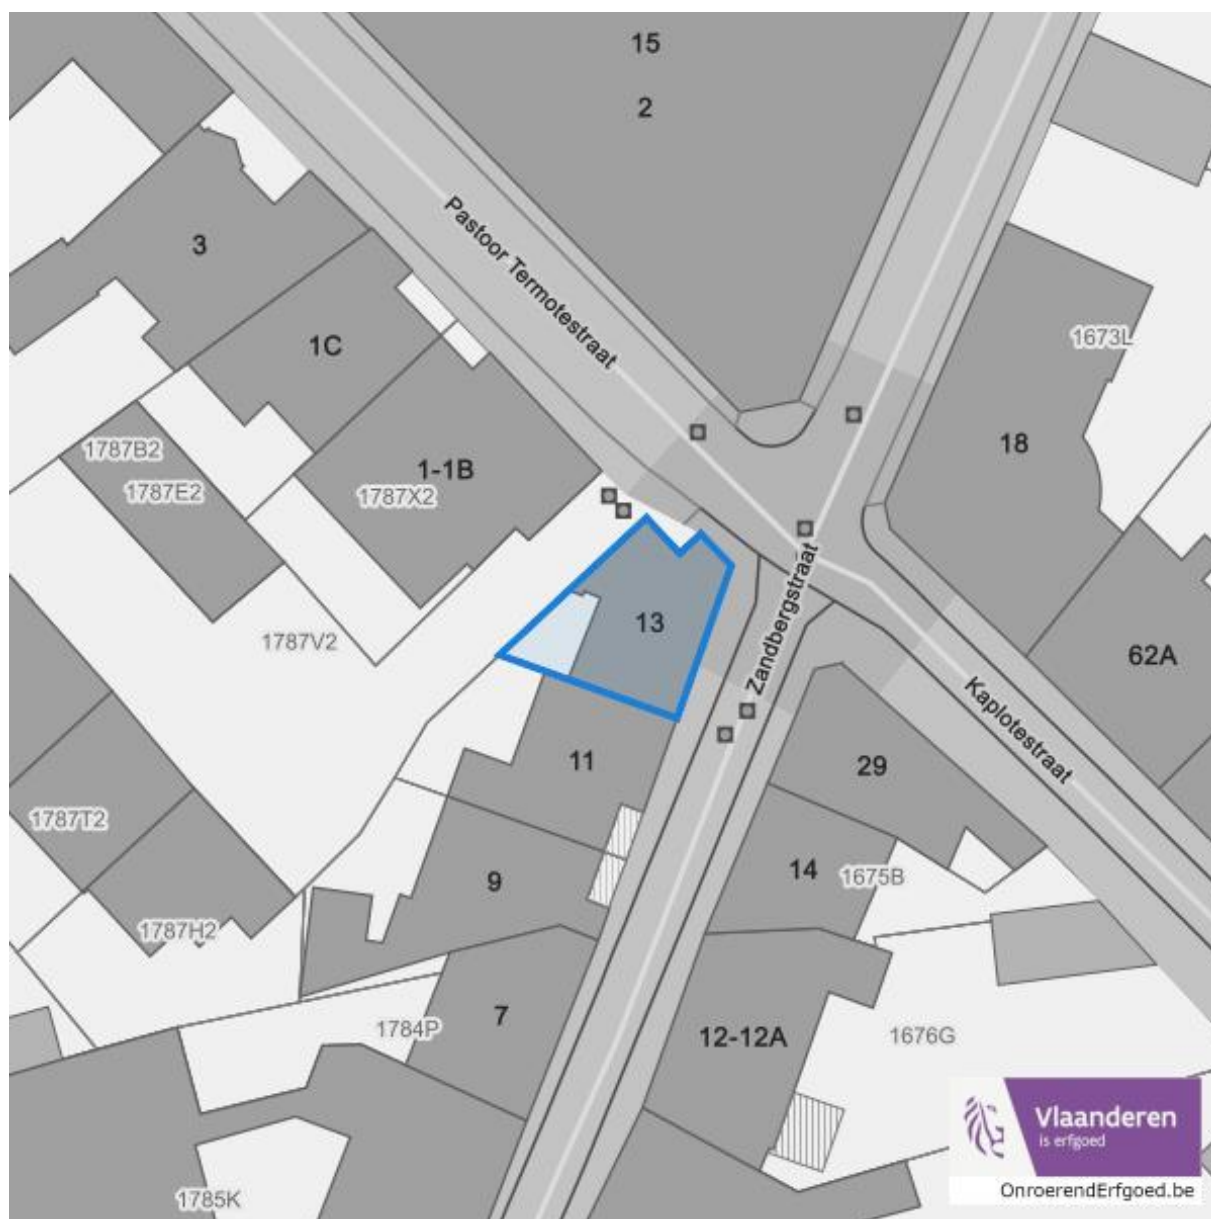 15
2
Pastoor Termotestraat
3
1C
1673L
18
1787B2
1787E2
1-1B
1787X2
13
Zandbergstraat
1787V2
62A
Kaplotestraat
11
29
1787T2
9
14
1675B
1787H2
7
1784P
12-12A
1676G
Vlaanderen
is erfgoed
OnroerendErfgoed.be
1785K